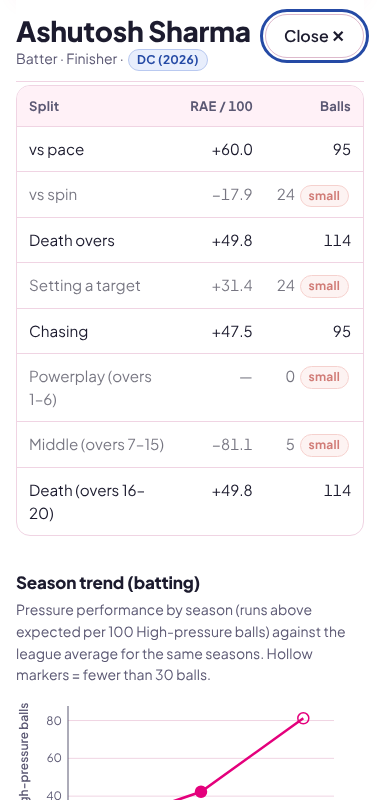 Ashutosh Sharma
Close ✕
Batter · Finisher · DC (2026)
Split RAE / 100 Balls
vs pace +60.0 95
vs spin −17.9 24 small
Death overs +49.8 114
Setting a target +31.4 24 small
Chasing +47.5 95
Powerplay (overs — 0 small
1–6)
Middle (overs 7–15) −81.1 5 small
Death (overs 16– +49.8 114
20)
Season trend (batting)
Pressure performance by season (runs above
expected per 100 High-pressure balls) against the
league average for the same seasons. Hollow
markers = fewer than 30 balls.
gh-pressure balls
80
60
40